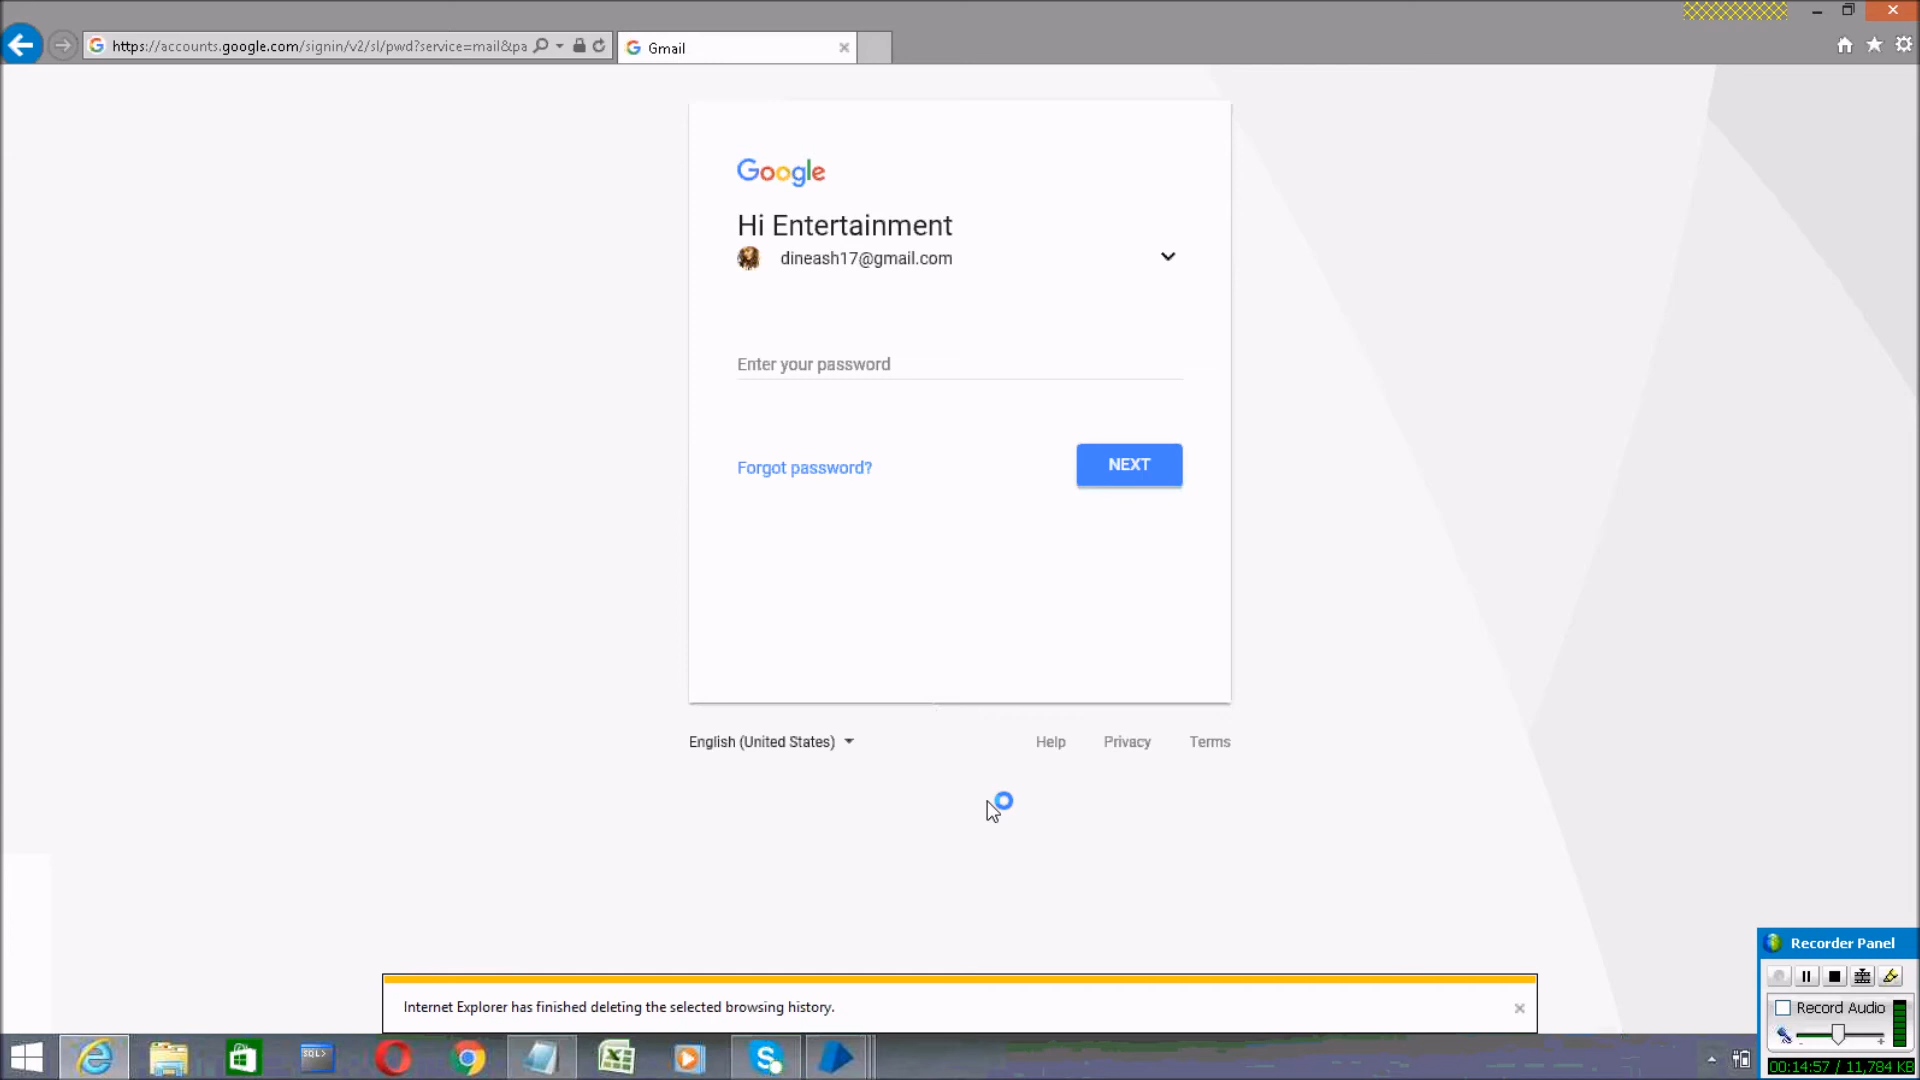 https://accounts.google.com/signin/v2/sl/pwd?service=mail&pa
Gmail
Google
Hi Entertainment
dineash17@gmail.com
Enter your password
Forgot password?
NEXT
English (United States)
Help
Privacy
Terms
Recorder Panel
Record Audio
Internet Explorer has finished deleting the selected browsing history.
SQL>
00:14:57 / 11,784 KB